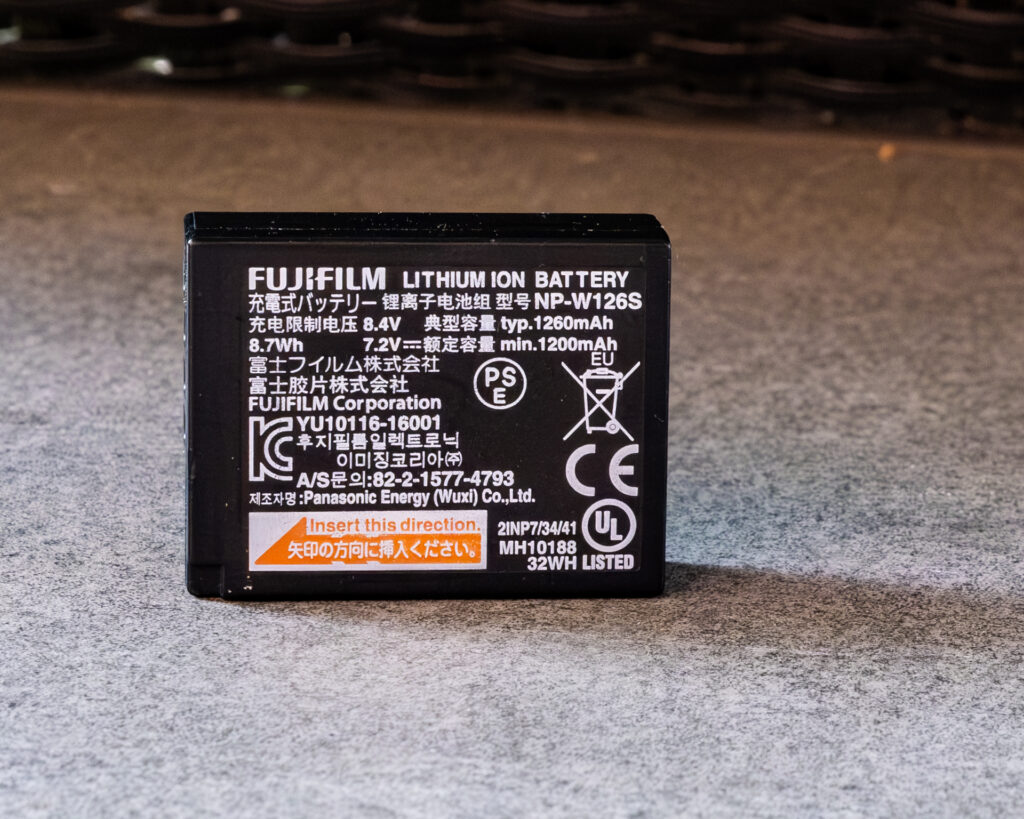 FUJIFILM LITHIUM ION BATTERY
充電式バッテリー 锂离子电池组 型号 NP-W126S
充电限制电压 8.4V 典型容量 typ.1260mAh
8.7Wh 7.2V⎓额定容量 min.1200mAh
富士フイルム株式会社
富士胶片株式会社
FUJIFILM Corporation
PS
E
EU
YU10116-16001
후지필름일렉트로닉
이미징코리아㈜
A/S문의:82-2-1577-4793
제조자명:Panasonic Energy (Wuxi) Co.,Ltd.
KC
CE
Insert this direction.
矢印の方向に挿入ください。
2INP7/34/41
MH10188
32WH LISTED
UL